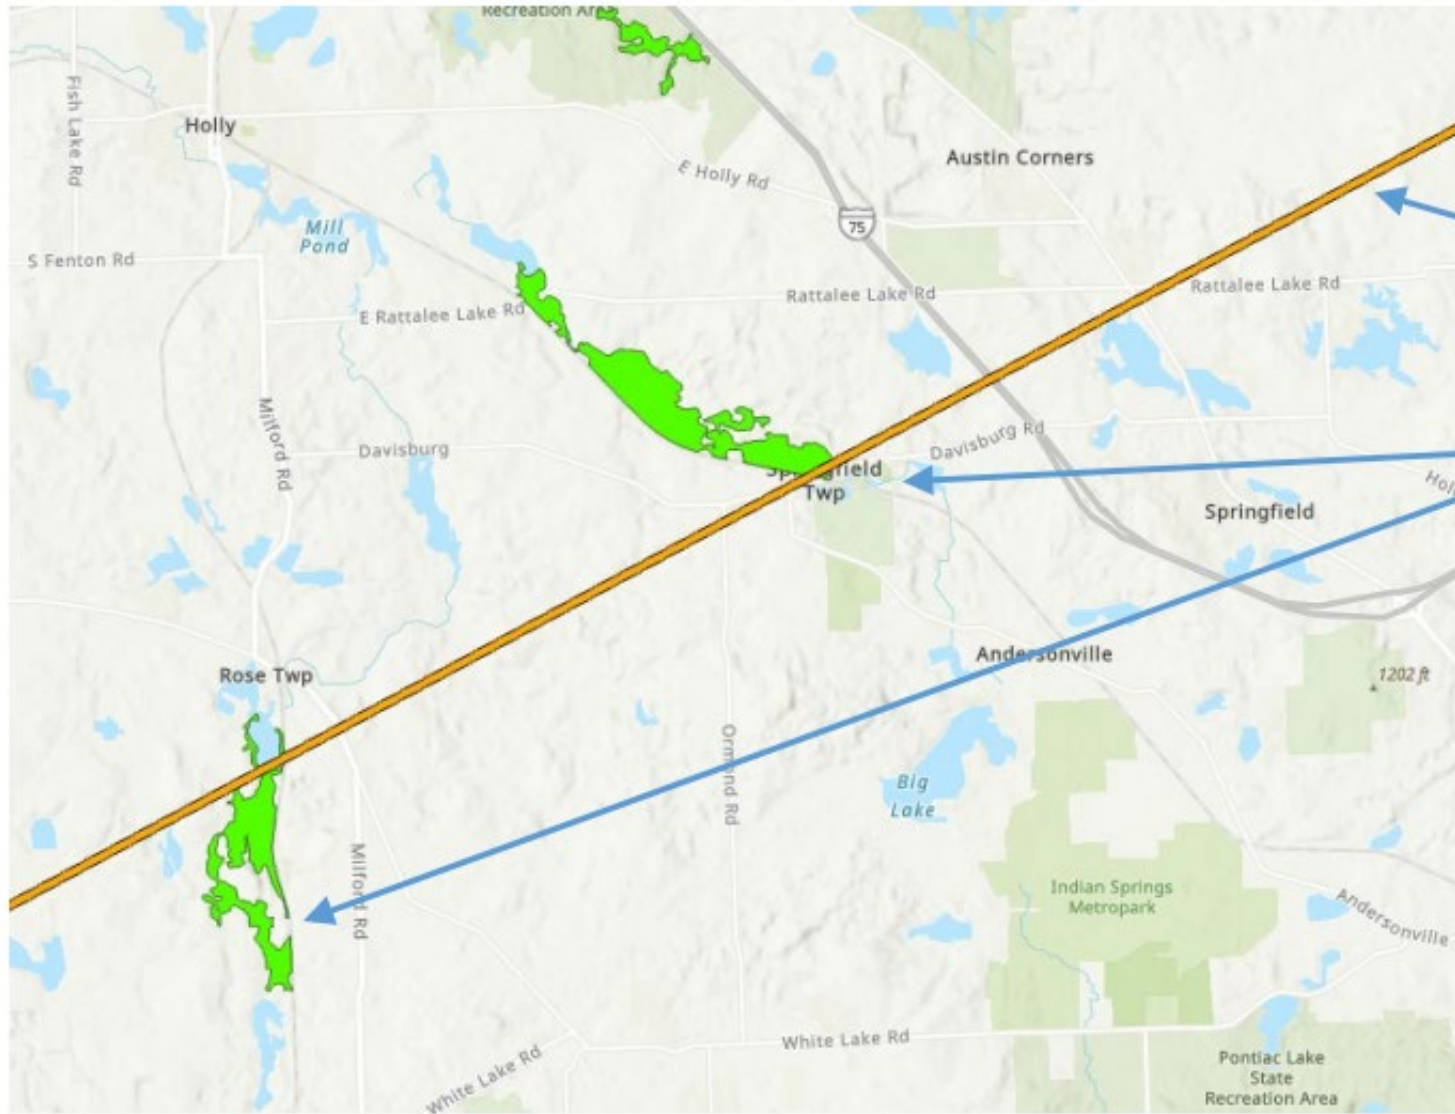 Recreation Area
Fish Lake Rd
Holly
Austin Corners
E Holly Rd
75
Mill
Pond
S Fenton Rd
Rattalee Lake Rd
Rattalee Lake Rd
E Rattalee Lake Rd
Milford Rd
Davisburg
Davisburg Rd
Springfield
Twp
Springfield
Andersonville
Rose Twp
1202 ft
Ormond Rd
Big
Lake
Milford Rd
Indian Springs
Metropark
Andersonville
White Lake Rd
White Lake Rd
Pontiac Lake
State
Recreation Area